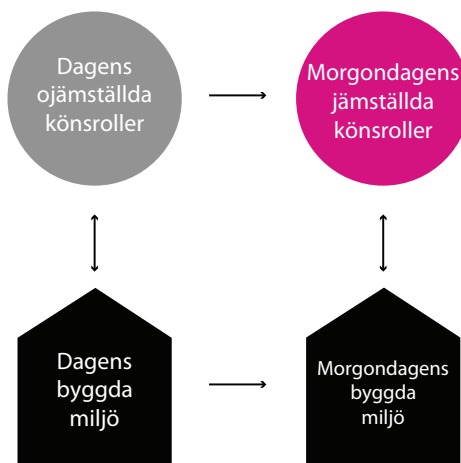 Dagens
ojämställda
könsroller
Morgondagens
jämställda
könsroller
Dagens
byggda
miljö
Morgondagens
byggda
miljö